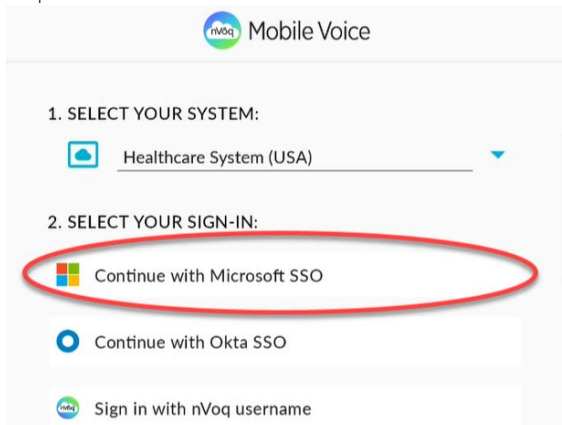 nVoq Mobile Voice
1. SELECT YOUR SYSTEM:
Healthcare System (USA)
2. SELECT YOUR SIGN-IN:
Continue with Microsoft SSO
Continue with Okta SSO
nVoq Sign in with nVoq username